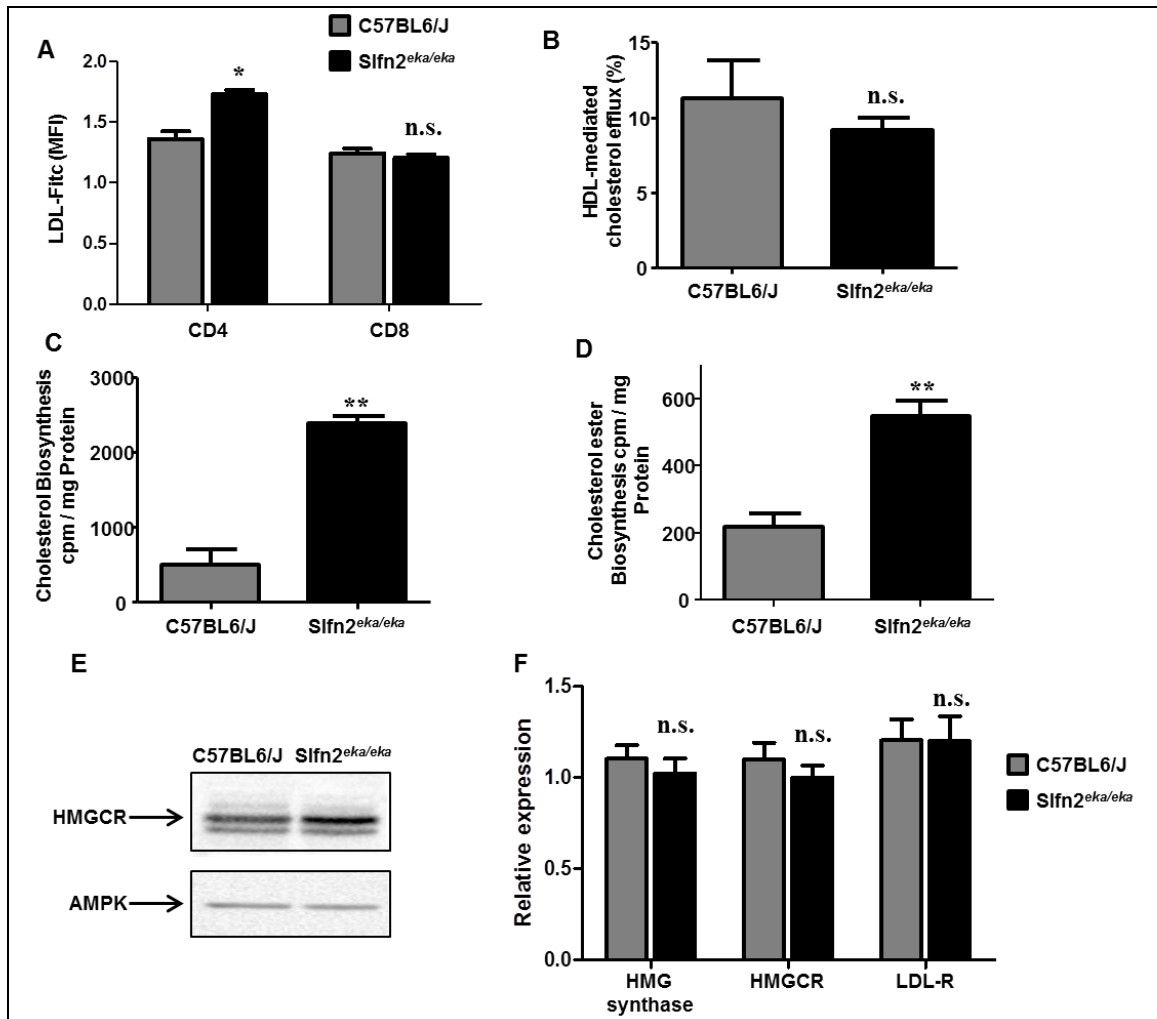 C57BL6/J
Slfn2eka/eka
A
LDL-Fitc (MFI)
2.0
1.5
1.0
0.5
0.0
*
n.s.
CD4
CD8
B
HDL-mediated
cholesterol efflux (%)
15
10
5
0
n.s.
C57BL6/J
Slfn2eka/eka
C
Cholesterol Biosynthesis
cpm / mg Protein
3000
2000
1000
0
**
C57BL6/J
Slfn2eka/eka
D
Cholesterol ester
Biosynthesis cpm / mg
Protein
600
400
200
0
**
C57BL6/J
Slfn2eka/eka
E
C57BL6/J Slfn2eka/eka
HMGCR
AMPK
F
Relative expression
1.5
1.0
0.5
0.0
n.s.
n.s.
n.s.
HMG
synthase
HMGCR
LDL-R
C57BL6/J
Slfn2eka/eka